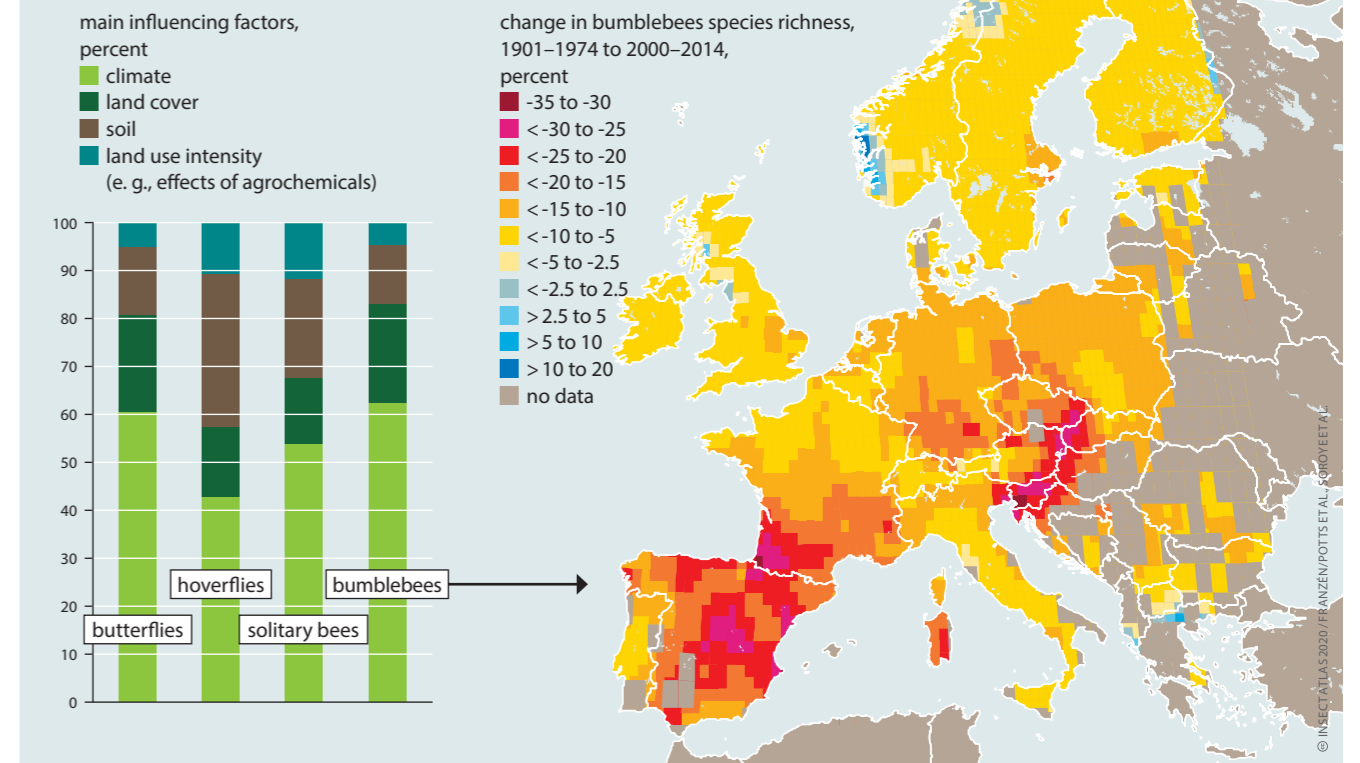 main influencing factors,
percent
climate
land cover
soil
land use intensity
(e. g., effects of agrochemicals)
100
90
80
70
60
50
40
30
20
10
0
hoverflies
bumblebees
butterflies
solitary bees
change in bumblebees species richness,
1901–1974 to 2000–2014,
percent
-35 to -30
< -30 to -25
< -25 to -20
< -20 to -15
< -15 to -10
< -10 to -5
< -5 to -2.5
< -2.5 to 2.5
> 2.5 to 5
> 5 to 10
> 10 to 20
no data
INSECT ATLAS 2020 / FRANZÉN/POTTS ET AL., SOROYE ET AL.